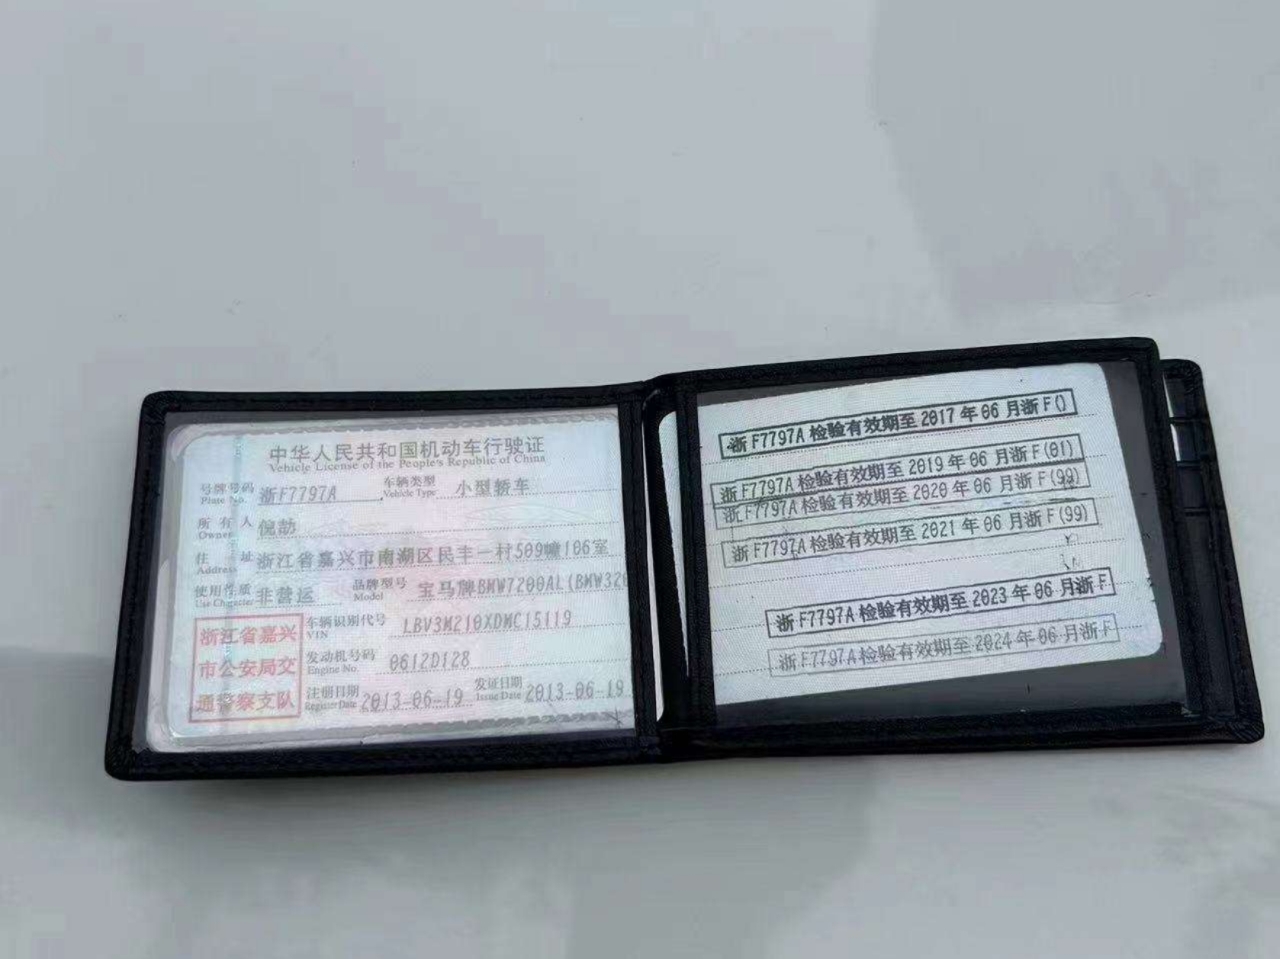 中华人民共和国机动车行驶证
Vehicle License of the People's Republic of China
号牌号码 浙F7797A 车辆类型 小型轿车
Plate No. Vehicle Type
所有人 倪勍
Owner
住址 浙江省嘉兴市南湖区民丰一村509幢106室
Address
使用性质 非营运 品牌型号 宝马牌BMW7200AL(BMW320
Use Character Model
浙江省嘉兴
市公安局交
通警察支队
车辆识别代号 LBV3M210XDMC15119
VIN
发动机号码 0612D128
Engine No.
注册日期 2013-06-19 发证日期 2013-06-19
Register Date Issue Date
浙F7797A 检验有效期至 2017年06月浙F()
浙F7797A 检验有效期至 2019年06月浙F(01)
浙F7797A 检验有效期至 2020年06月浙F(99)
浙F7797A 检验有效期至 2021年06月浙F(99)
浙F7797A 检验有效期至 2023年06月浙F
浙F7797A 检验有效期至 2024年06月浙F